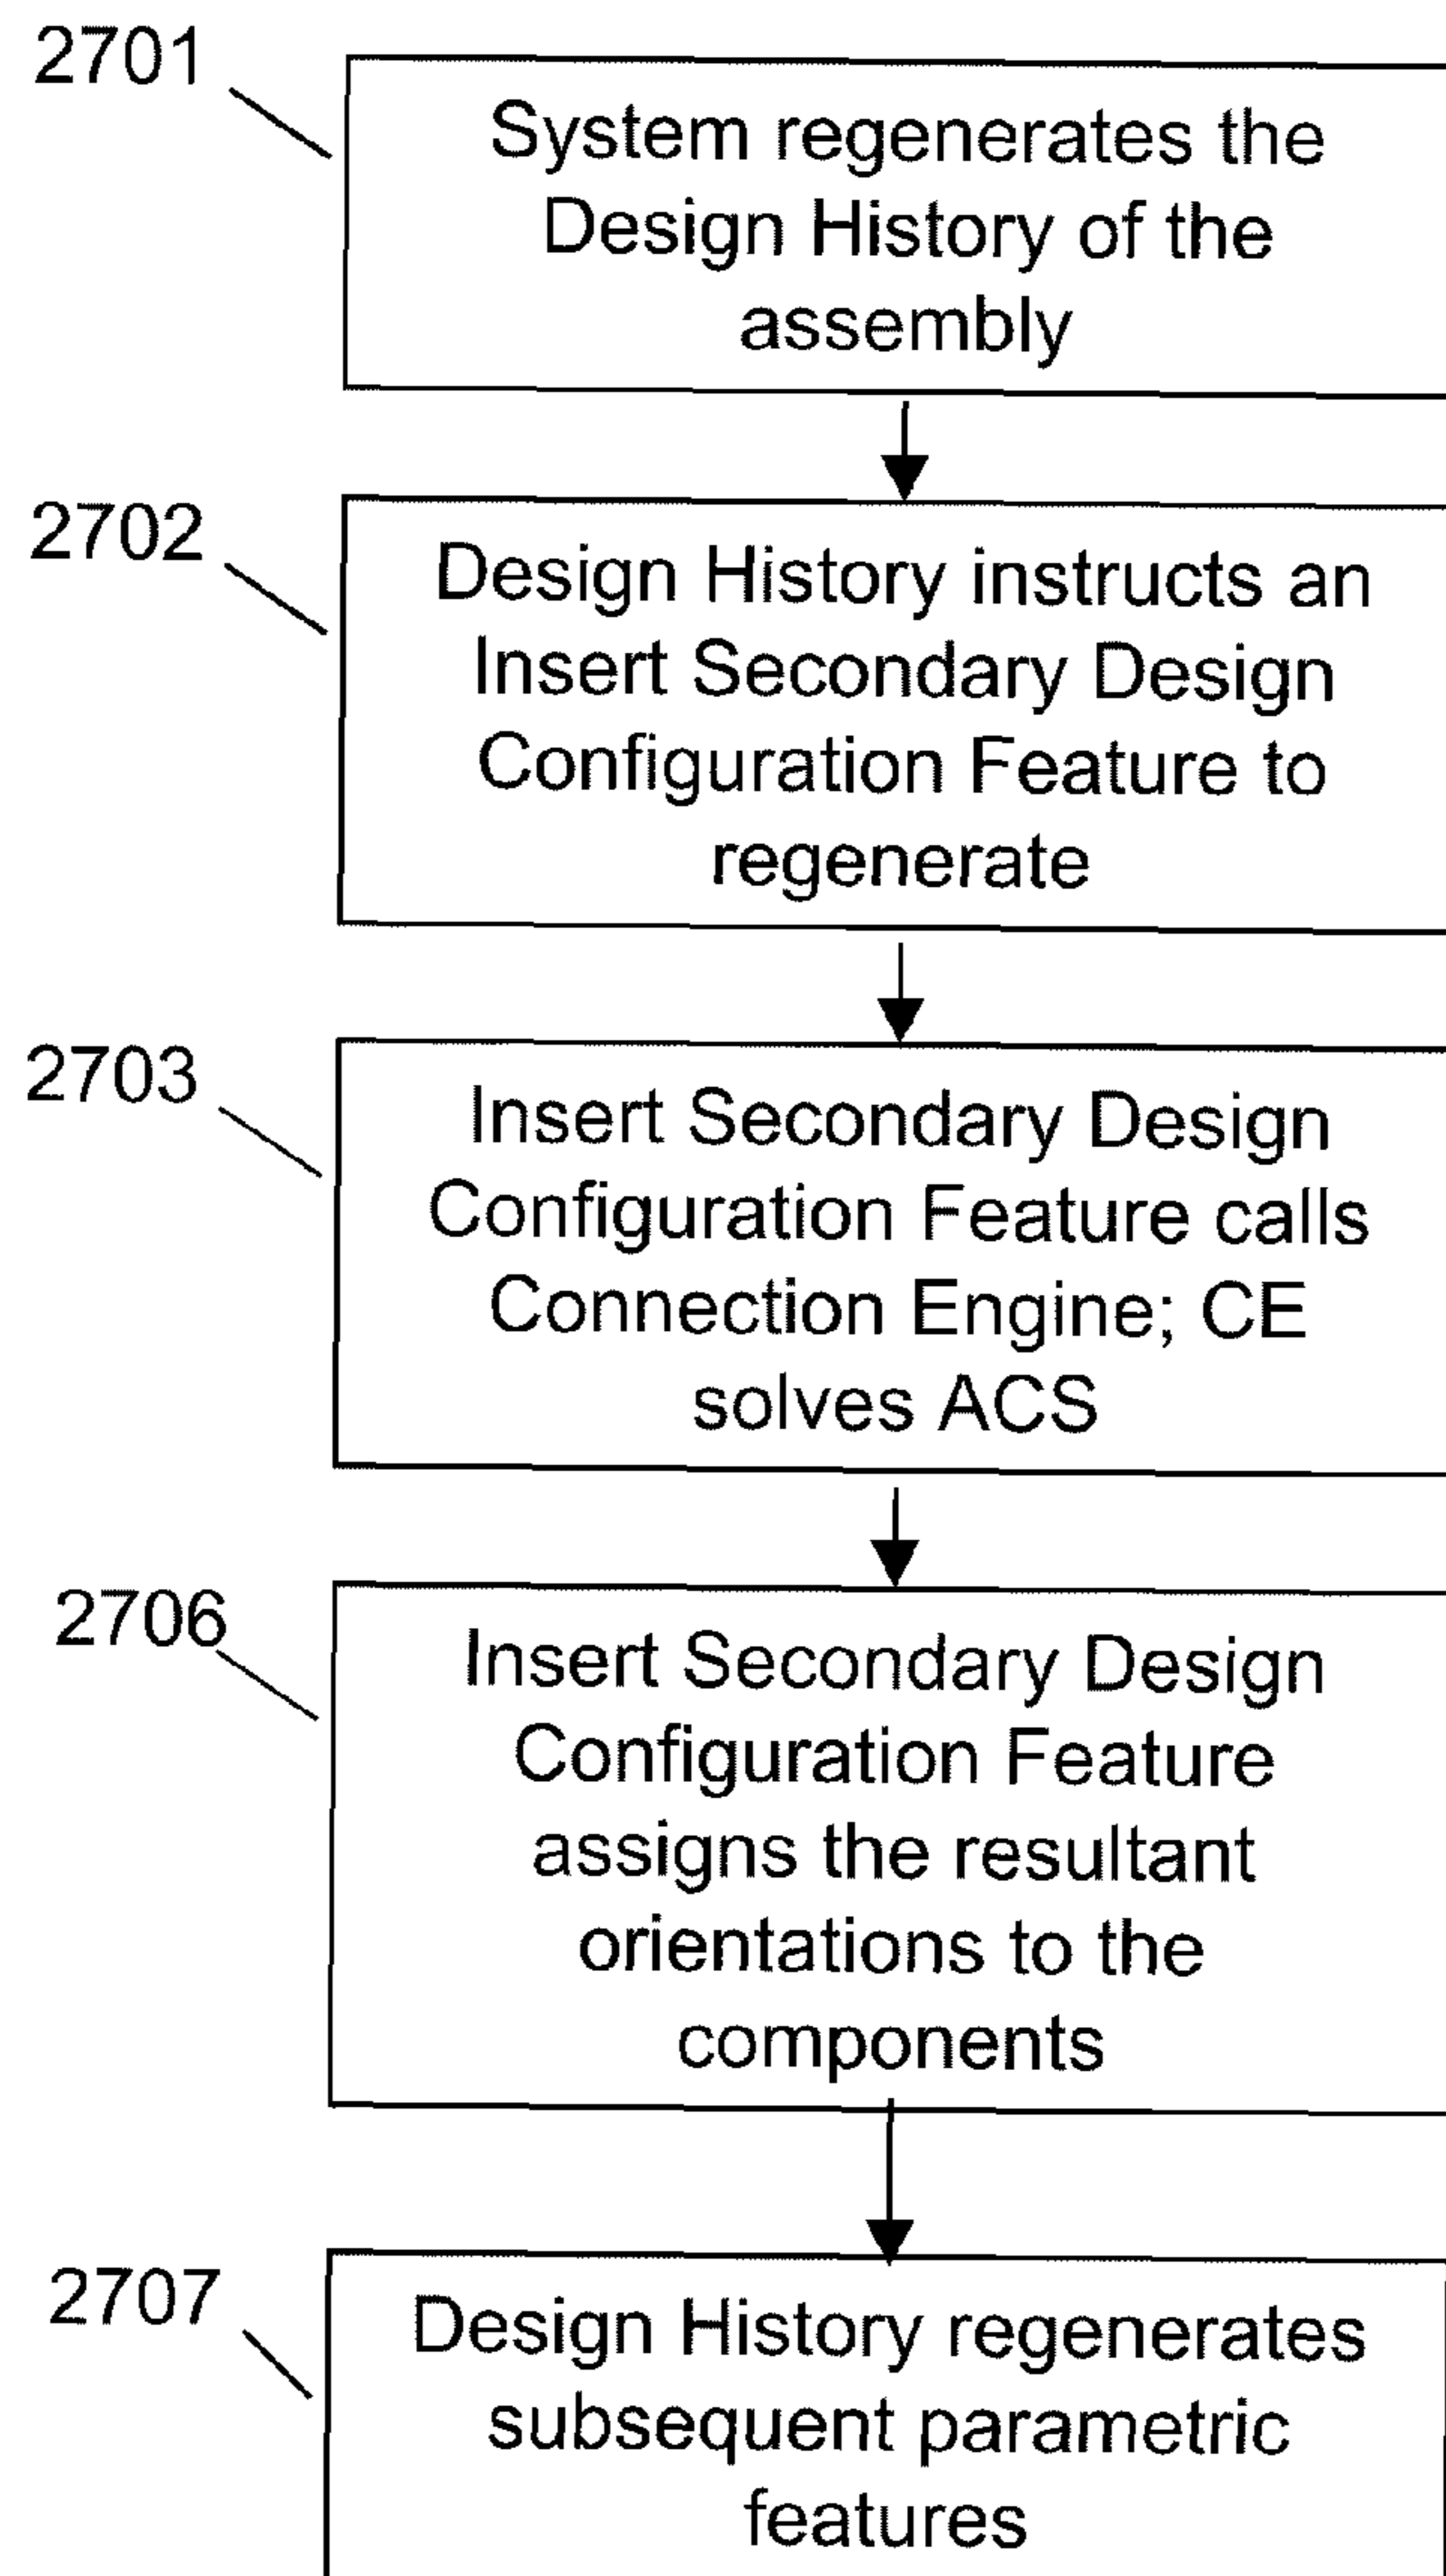 2701
System regenerates the
Design History of the
assembly
2702
Design History instructs an
Insert Secondary Design
Configuration Feature to
regenerate
2703
Insert Secondary Design
Configuration Feature calls
Connection Engine; CE
solves ACS
2706
Insert Secondary Design
Configuration Feature
assigns the resultant
orientations to the
components
2707
Design History regenerates
subsequent parametric
features